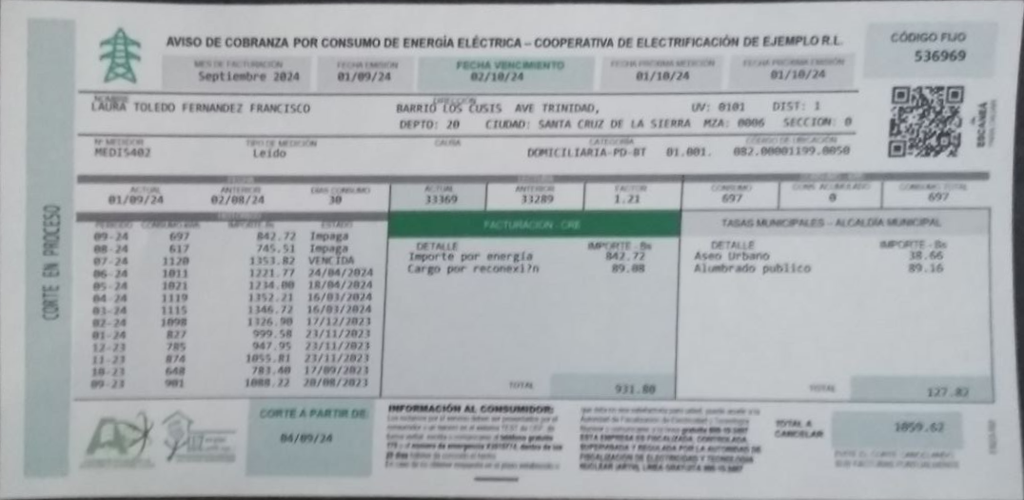 AVISO DE COBRANZA POR CONSUMO DE ENERGÍA ELÉCTRICA – COOPERATIVA DE ELECTRIFICACIÓN DE EJEMPLO R.L.
CÓDIGO FIJO
536969
MES DE FACTURACIÓN FECHA EMISIÓN FECHA VENCIMIENTO FECHA PRÓXIMA MEDICIÓN FECHA PRÓXIMA EMISIÓN
Septiembre 2024 01/09/24 02/10/24 01/10/24 01/10/24
NOMBRE DIRECCIÓN
LAURA TOLEDO FERNANDEZ FRANCISCO BARRIO LOS CUSIS AVE TRINIDAD, UV: 0101 DIST: 1
DEPTO: 20 CIUDAD: SANTA CRUZ DE LA SIERRA MZA: 0006 SECCION: 0
Nº MEDIDOR TIPO DE MEDICIÓN CAUSA CATEGORÍA CÓDIGO DE UBICACIÓN
MEDIS402 Leido DOMICILIARIA-PD-BT 01.001. 082.00001199.0050
ESCANEA
CORTE EN PROCESO
ACTUAL ANTERIOR DÍAS CONSUMO ACTUAL ANTERIOR FACTOR CONSUMO CONS. ACUMULADO CONSUMO TOTAL
01/09/24 02/08/24 30 33369 33289 1.21 697 0 697
PERIODO IMPORTE Bs ESTADO
09-24 697 842.72 Impaga
08-24 617 745.51 Impaga
07-24 1120 1353.82 VENCIDA
06-24 1011 1221.77 24/04/2024
05-24 1021 1234.00 18/04/2024
04-24 1119 1352.21 16/03/2024
03-24 1115 1346.72 16/03/2024
02-24 1098 1326.90 17/12/2023
01-24 827 999.58 23/11/2023
12-23 785 947.95 23/11/2023
11-23 874 1055.81 23/11/2023
10-23 648 783.40 17/09/2023
09-23 901 1088.22 20/08/2023
FACTURACIÓN - CRE
DETALLE IMPORTE - Bs
Importe por energía 842.72
Cargo por reconexi?n 89.08
TOTAL 931.80
TASAS MUNICIPALES – ALCALDÍA MUNICIPAL
DETALLE IMPORTE - Bs
Aseo Urbano 38.66
Alumbrado publico 89.16
TOTAL 127.82
CORTE A PARTIR DE:
04/09/24
INFORMACIÓN AL CONSUMIDOR:
ESTA EMPRESA ES FISCALIZADA, CONTROLADA,
SUPERVISADA Y REGULADA POR LA AUTORIDAD DE
FISCALIZACIÓN DE ELECTRICIDAD Y TECNOLOGÍA
NUCLEAR (AETN), LÍNEA GRATUITA
TOTAL A
CANCELAR
1059.62
EVITE EL CORTE CANCELANDO
SUS FACTURAS PUNTUALMENTE